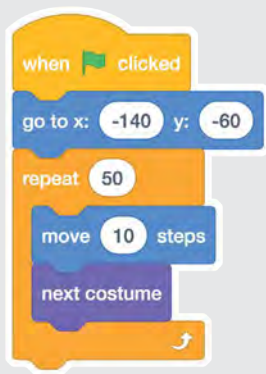 when clicked
go to x: -140 y: -60
repeat 50
move 10 steps
next costume